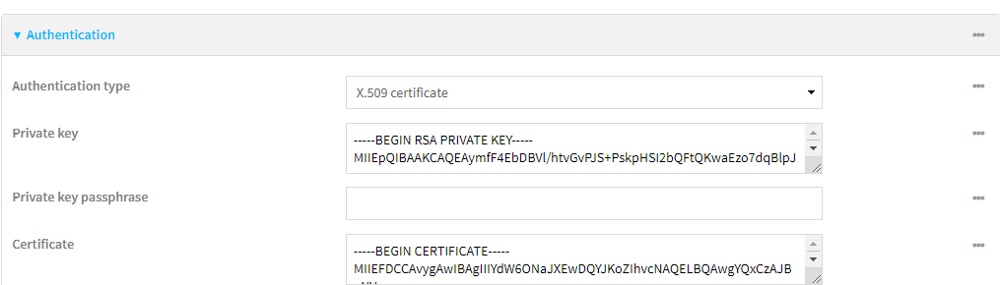 Authentication
Authentication type
X.509 certificate
Private key
-----BEGIN RSA PRIVATE KEY-----
MIIEpQIBAAKCAQEAymfF4EbDBVl/htvGvPJS+PskpHSI2bQFtQKwaEzo7dqBlpJ
Private key passphrase
Certificate
-----BEGIN CERTIFICATE-----
MIIEFDCCAvygAwIBAgIIIYdW6ONaJXEwDQYJKoZIhvcNAQELBQAwgYQxCzAJB